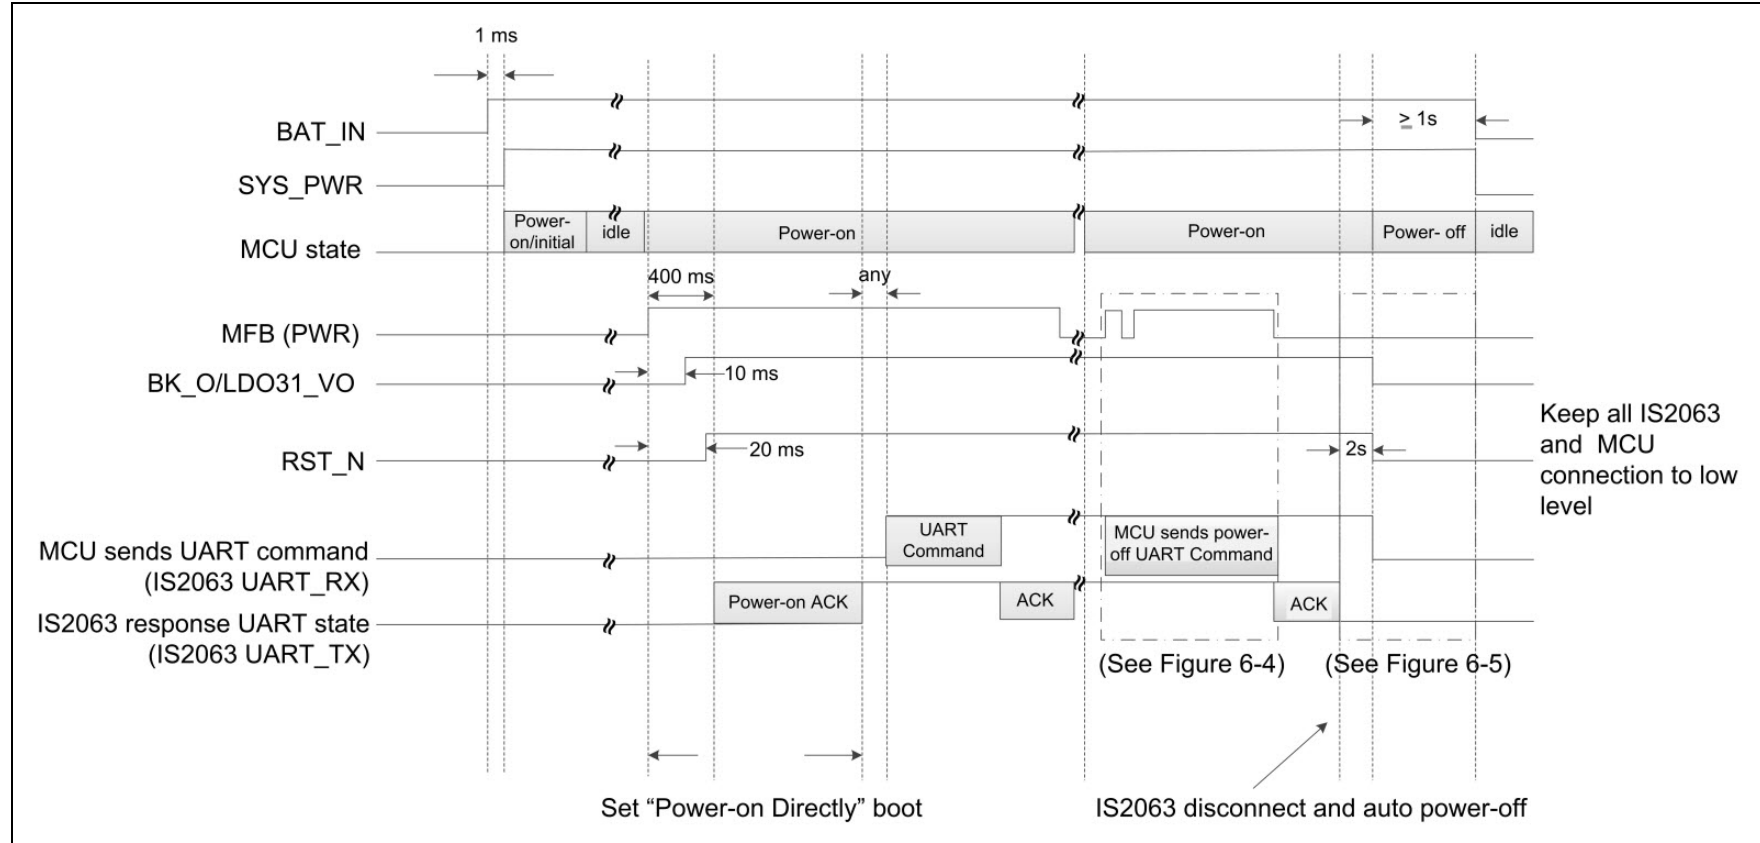 1 ms
BAT_IN
≥ 1s
SYS_PWR
MCU state
Power-
on/initial
idle
Power-on
Power-on
Power- off
idle
400 ms
any
MFB (PWR)
BK_O/LDO31_VO
10 ms
RST_N
20 ms
2s
Keep all IS2063
and MCU
connection to low
level
MCU sends UART command
(IS2063 UART_RX)
UART
Command
MCU sends power-
off UART Command
IS2063 response UART state
(IS2063 UART_TX)
Power-on ACK
ACK
ACK
(See Figure 6-4)
(See Figure 6-5)
Set “Power-on Directly” boot
IS2063 disconnect and auto power-off